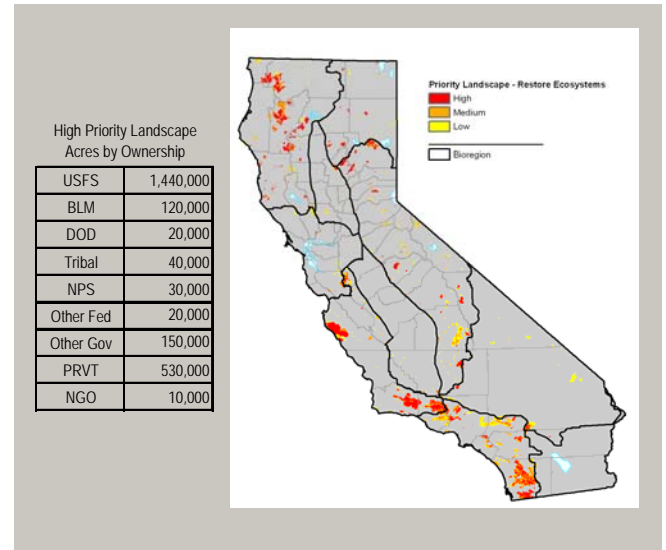 High Priority Landscape
Acres by Ownership
USFS 1,440,000
BLM 120,000
DOD 20,000
Tribal 40,000
NPS 30,000
Other Fed 20,000
Other Gov 150,000
PRVT 530,000
NGO 10,000
Priority Landscape - Restore Ecosystems
High
Medium
Low
Bioregion